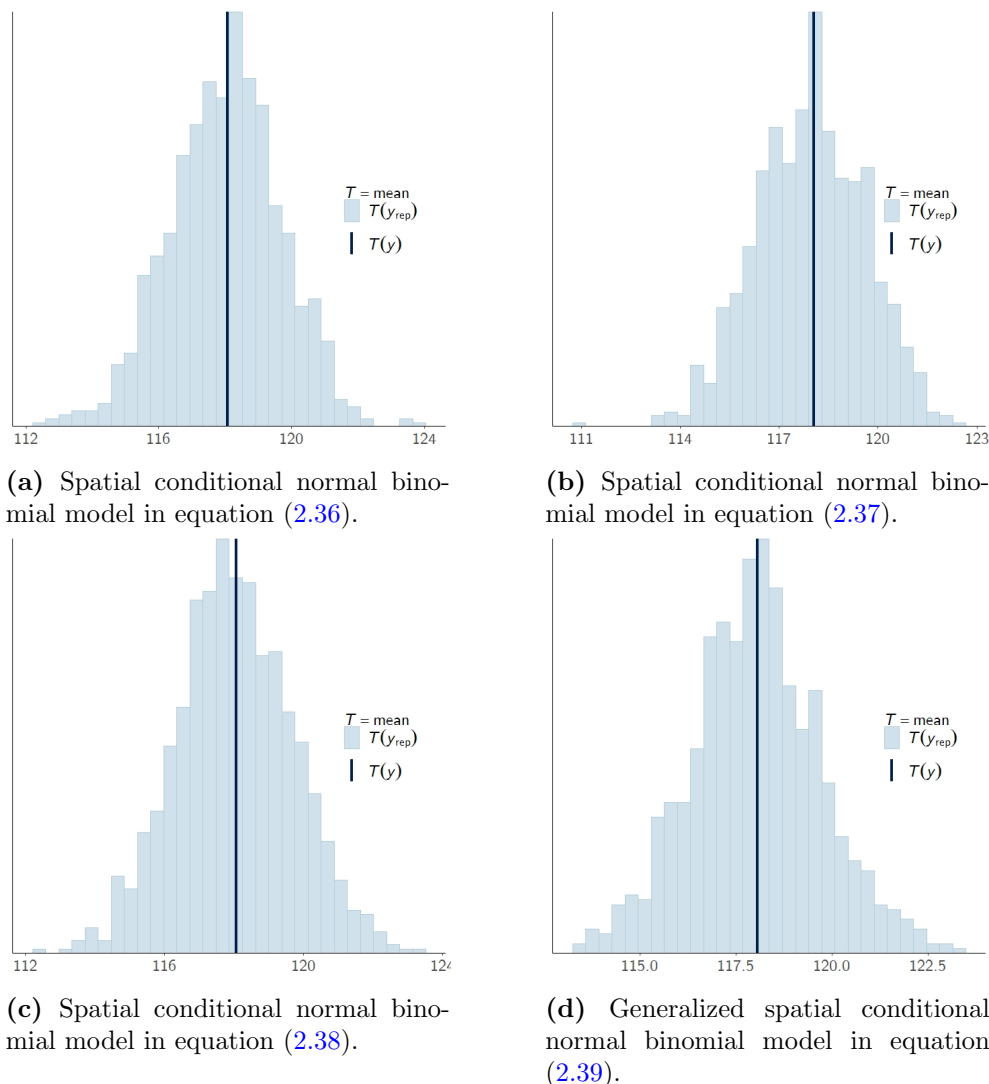 T = mean
T(yrep)
T(y)
112 116 120 124
(a) Spatial conditional normal bino-
mial model in equation (2.36).
T = mean
T(yrep)
T(y)
111 114 117 120 123
(b) Spatial conditional normal bino-
mial model in equation (2.37).
T = mean
T(yrep)
T(y)
112 116 120 124
(c) Spatial conditional normal bino-
mial model in equation (2.38).
T = mean
T(yrep)
T(y)
115.0 117.5 120.0 122.5
(d) Generalized spatial conditional
normal binomial model in equation
(2.39).